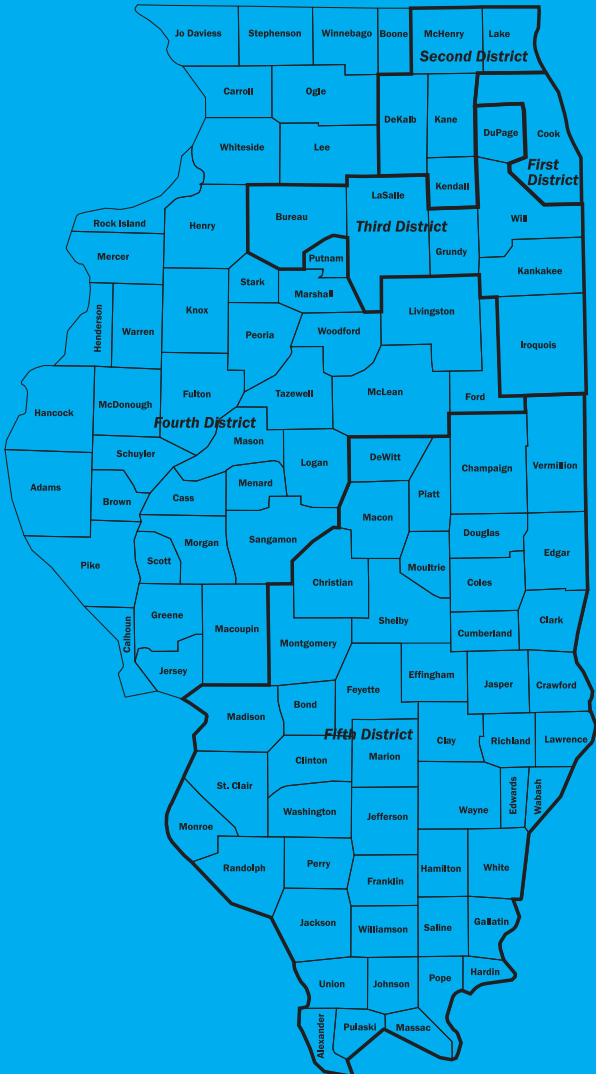 Jo Daviess
Stephenson
Winnebago
Boone
McHenry
Lake
Second District
Carroll
Ogle
DeKalb
Kane
DuPage
Cook
Whiteside
Lee
First
District
Kendall
LaSalle
Bureau
Third District
Rock Island
Henry
Will
Mercer
Putnam
Grundy
Kankakee
Stark
Marshall
Henderson
Warren
Knox
Peoria
Woodford
Livingston
Iroquois
Hancock
McDonough
Fulton
Tazewell
McLean
Ford
Fourth District
Mason
Schuyler
Logan
DeWitt
Champaign
Vermillion
Adams
Brown
Cass
Menard
Piatt
Macon
Pike
Scott
Morgan
Sangamon
Douglas
Edgar
Moultrie
Christian
Coles
Calhoun
Greene
Macoupin
Montgomery
Shelby
Cumberland
Clark
Jersey
Effingham
Jasper
Crawford
Feyette
Bond
Madison
Fifth District
Clay
Richland
Lawrence
Clinton
Marion
St. Clair
Edwards
Wabash
Wayne
Washington
Jefferson
Monroe
Randolph
Perry
Hamilton
White
Franklin
Jackson
Williamson
Saline
Gallatin
Union
Johnson
Pope
Hardin
Alexander
Pulaski
Massac